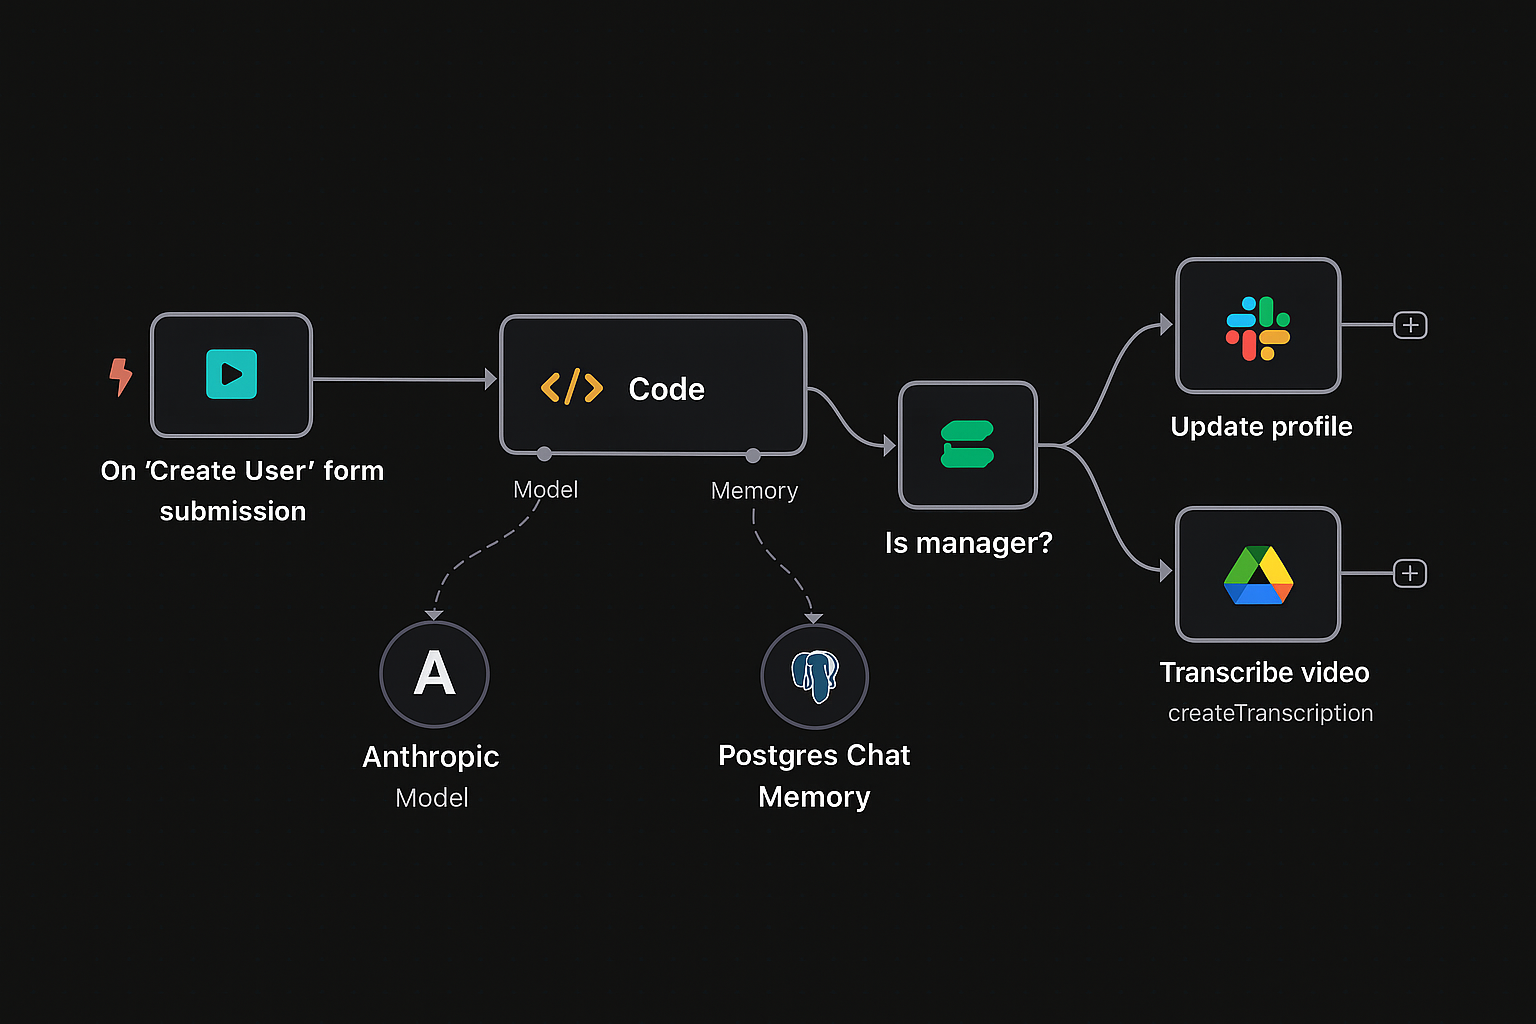 On 'Create User' form
submission
Code
Model
Memory
A
Anthropic
Model
Postgres Chat
Memory
Is manager?
Update profile
Transcribe video
createTranscription